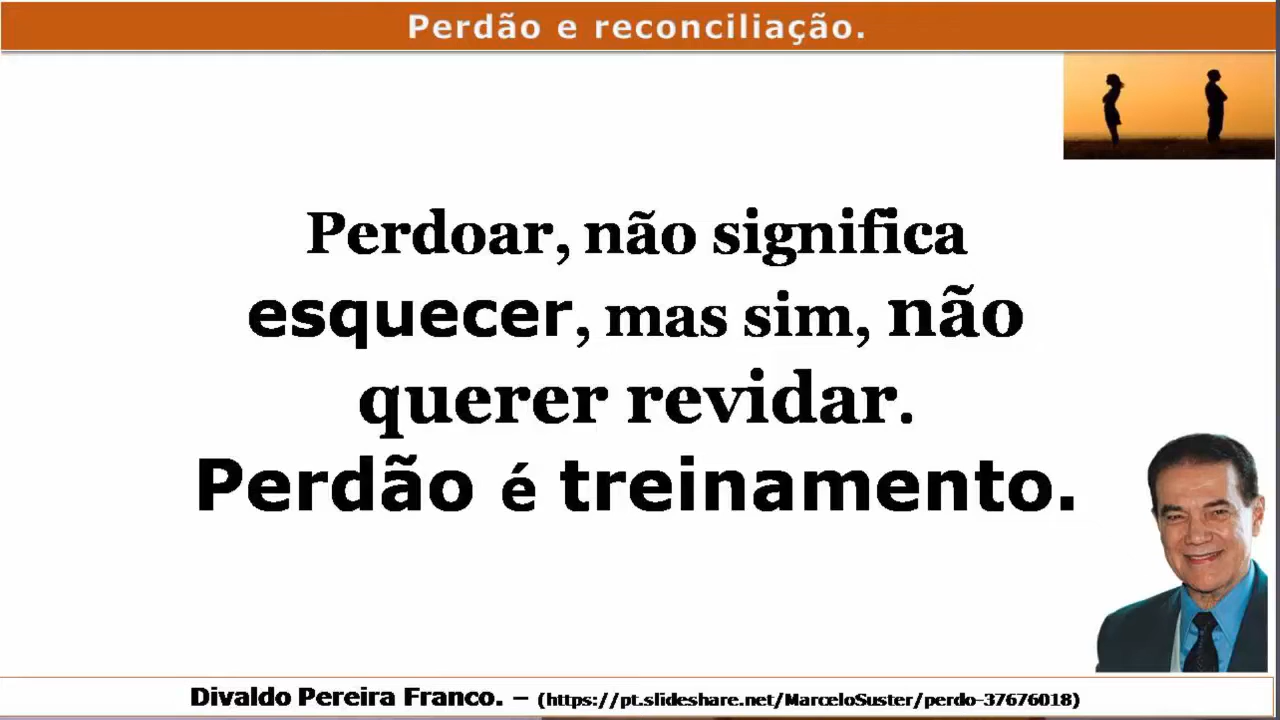 Perdão e reconciliação.
Perdoar, não significa
esquecer, mas sim, não
querer revidar.
Perdão é treinamento.
Divaldo Pereira Franco. – (https://pt.slideshare.net/MarceloSuster/perdo-37676018)